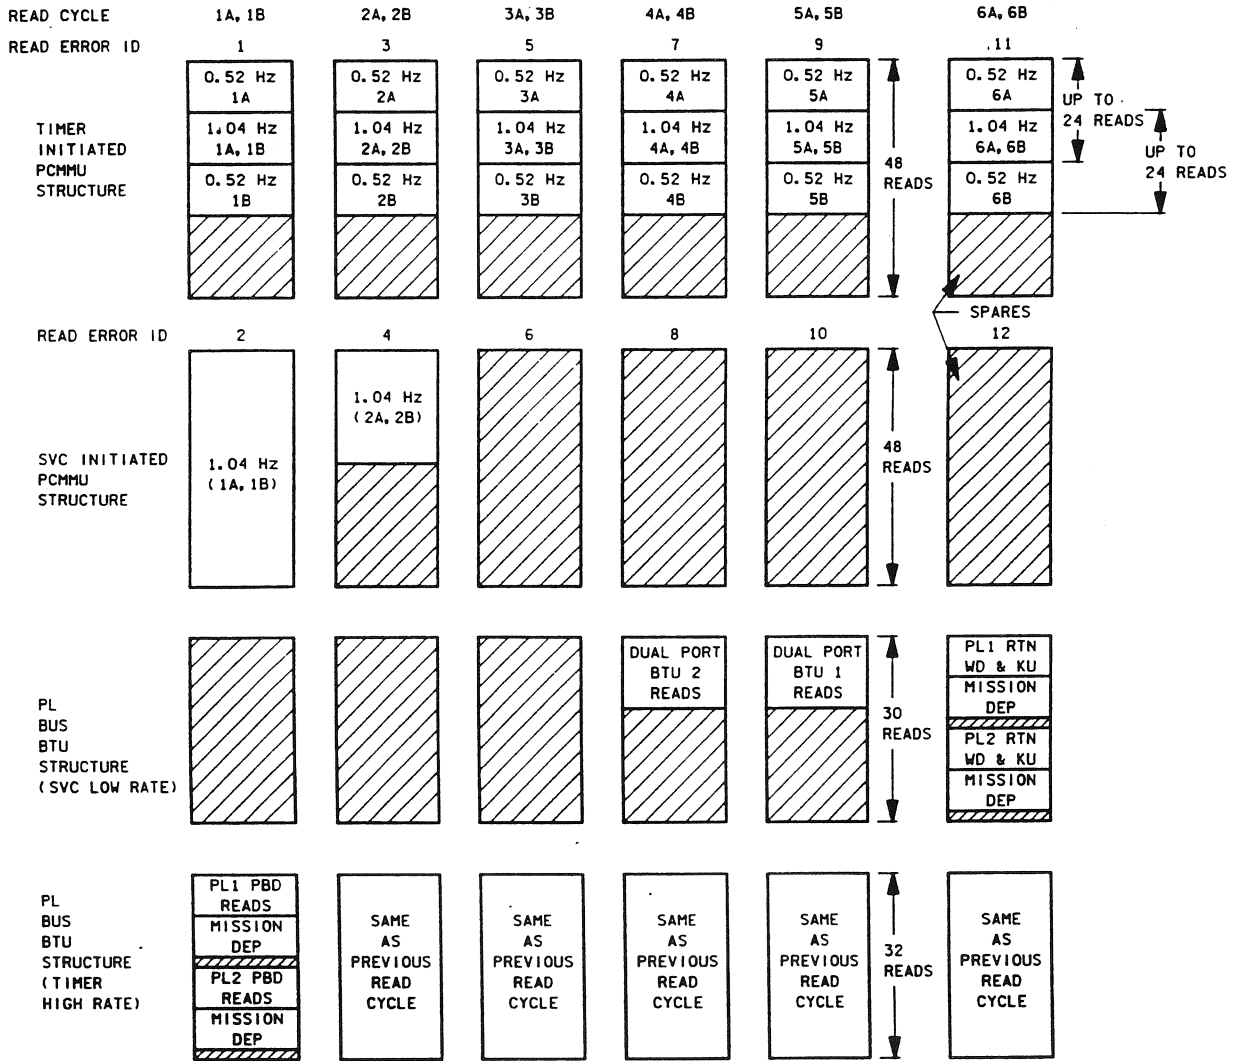 READ CYCLE 1A, 1B 2A, 2B 3A, 3B 4A, 4B 5A, 5B 6A, 6B
READ ERROR ID 1 3 5 7 9 11
TIMER
INITIATED
PCMMU
STRUCTURE
0.52 Hz
1A
1.04 Hz
1A, 1B
0.52 Hz
1B
0.52 Hz
2A
1.04 Hz
2A, 2B
0.52 Hz
2B
0.52 Hz
3A
1.04 Hz
3A, 3B
0.52 Hz
3B
0.52 Hz
4A
1.04 Hz
4A, 4B
0.52 Hz
4B
0.52 Hz
5A
1.04 Hz
5A, 5B
0.52 Hz
5B
48
READS
0.52 Hz
6A
1.04 Hz
6A, 6B
0.52 Hz
6B
UP TO
24 READS
UP TO
24 READS
SPARES
READ ERROR ID 2 4 6 8 10 12
SVC INITIATED
PCMMU
STRUCTURE
1.04 Hz
(1A, 1B)
1.04 Hz
(2A, 2B)
48
READS
PL
BUS
BTU
STRUCTURE
(SVC LOW RATE)
DUAL PORT
BTU 2
READS
DUAL PORT
BTU 1
READS
30
READS
PL1 RTN
WD & KU
MISSION
DEP
PL2 RTN
WD & KU
MISSION
DEP
PL
BUS
BTU
STRUCTURE
(TIMER
HIGH RATE)
PL1 PBD
READS
MISSION
DEP
PL2 PBD
READS
MISSION
DEP
SAME
AS
PREVIOUS
READ
CYCLE
SAME
AS
PREVIOUS
READ
CYCLE
SAME
AS
PREVIOUS
READ
CYCLE
SAME
AS
PREVIOUS
READ
CYCLE
32
READS
SAME
AS
PREVIOUS
READ
CYCLE